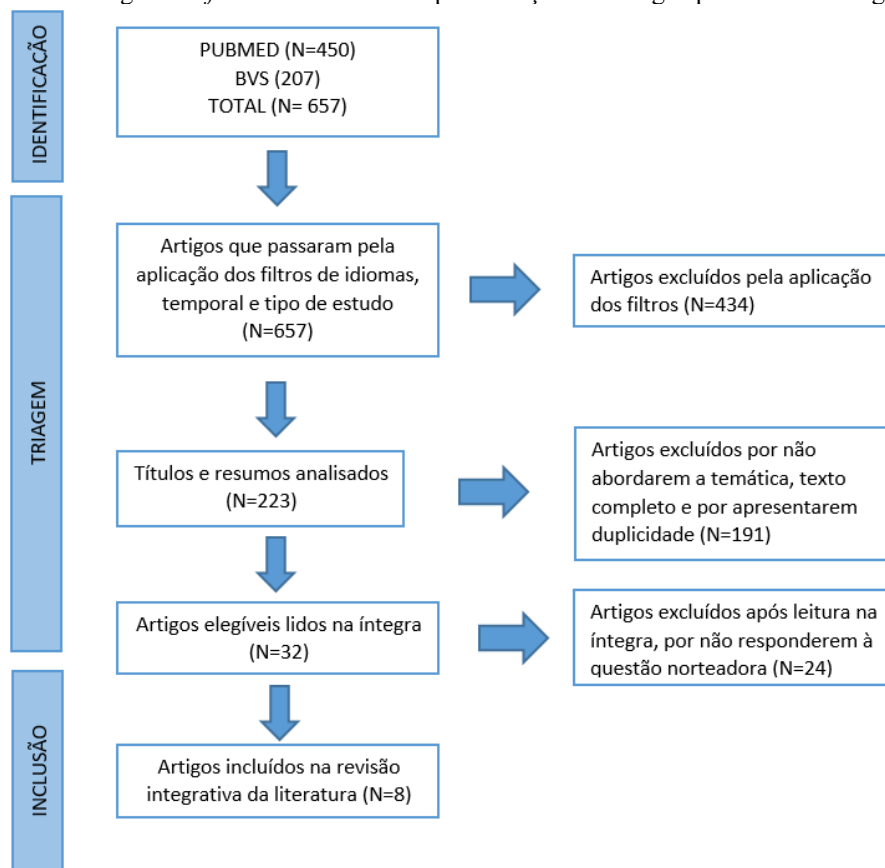 IDENTIFICAÇÃO
PUBMED (N=450)
BVS (207)
TOTAL (N= 657)
TRIAGEM
Artigos que passaram pela
aplicação dos filtros de idiomas,
temporal e tipo de estudo
(N=657)
Artigos excluídos pela aplicação
dos filtros (N=434)
Títulos e resumos analisados
(N=223)
Artigos excluídos por não
abordarem a temática, texto
completo e por apresentarem
duplicidade (N=191)
Artigos elegíveis lidos na íntegra
(N=32)
Artigos excluídos após leitura na
íntegra, por não responderem à
questão norteadora (N=24)
INCLUSÃO
Artigos incluídos na revisão
integrativa da literatura (N=8)